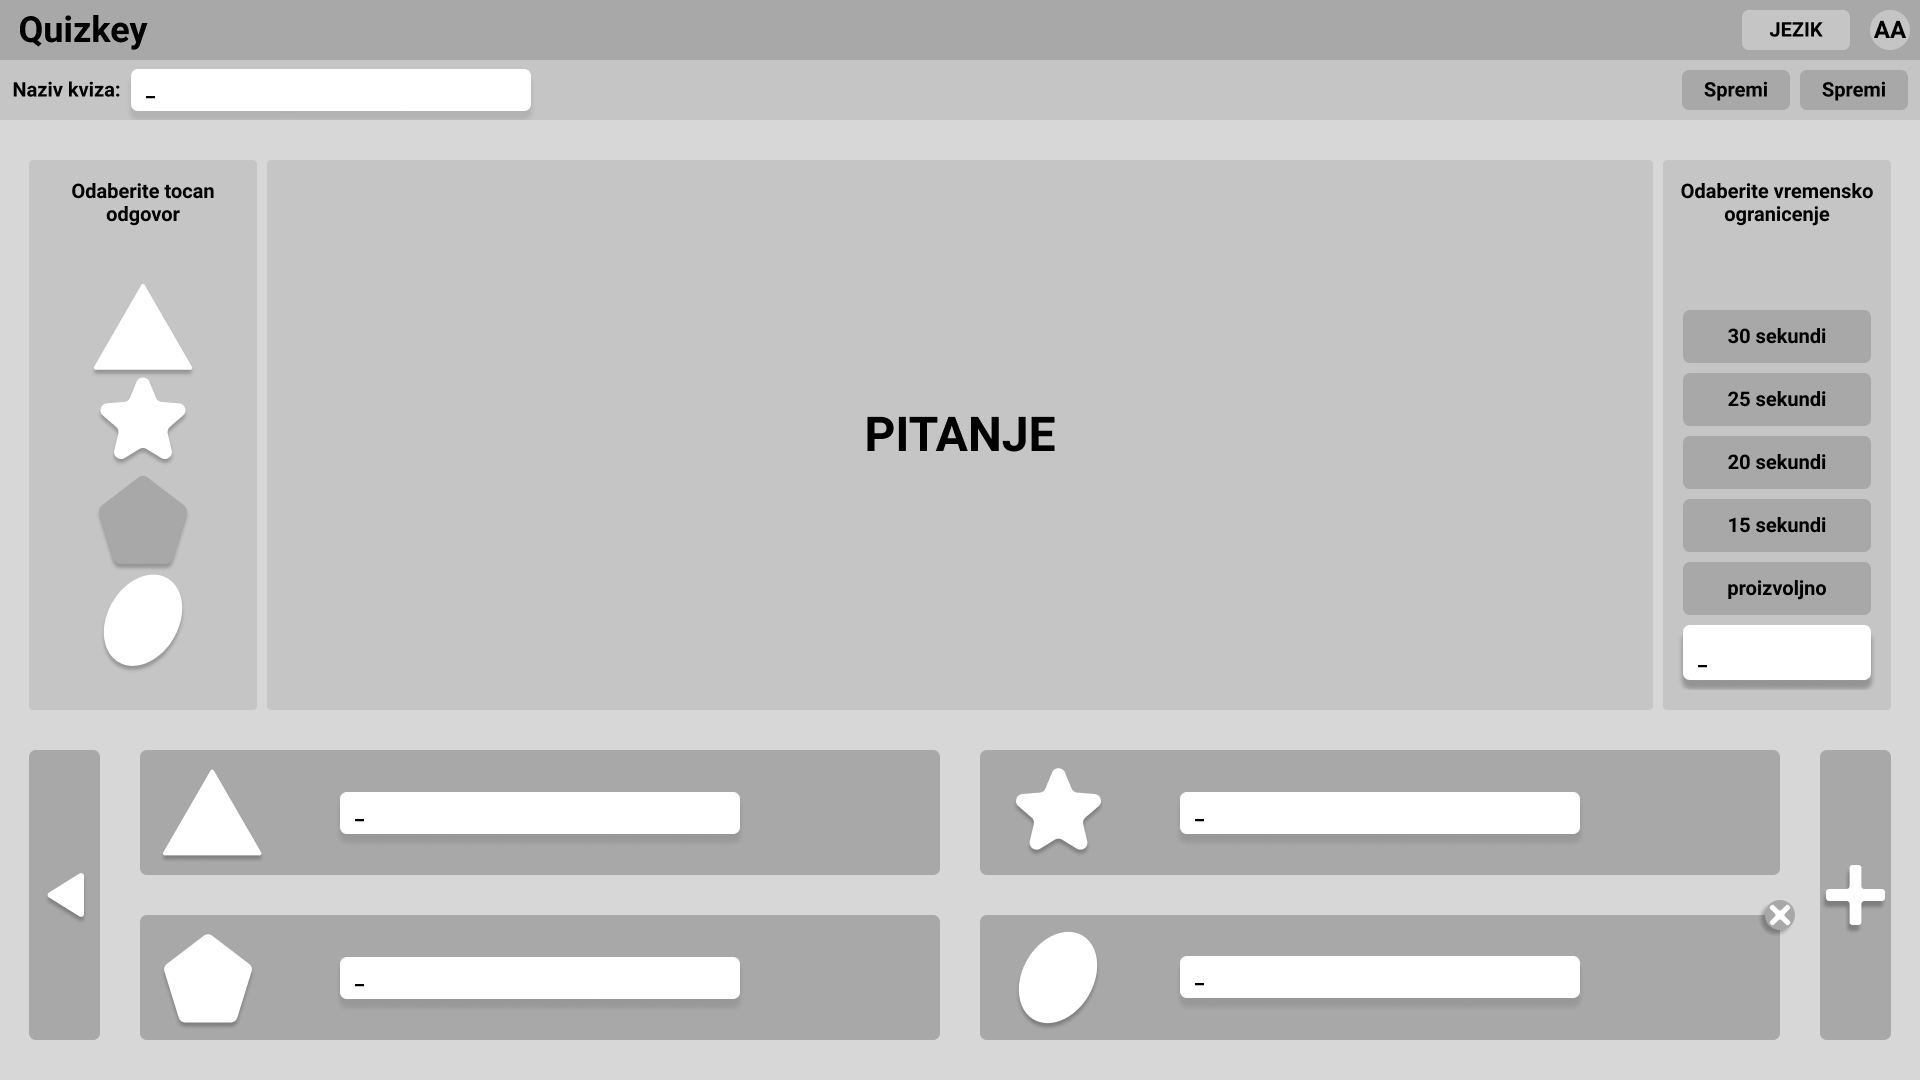 Quizkey
JEZIK
AA
Naziv kviza:
_
Spremi
Spremi
Odaberite tocan
odgovor
PITANJE
Odaberite vremensko
ogranicenje
30 sekundi
25 sekundi
20 sekundi
15 sekundi
proizvoljno
_
_
_
_
_